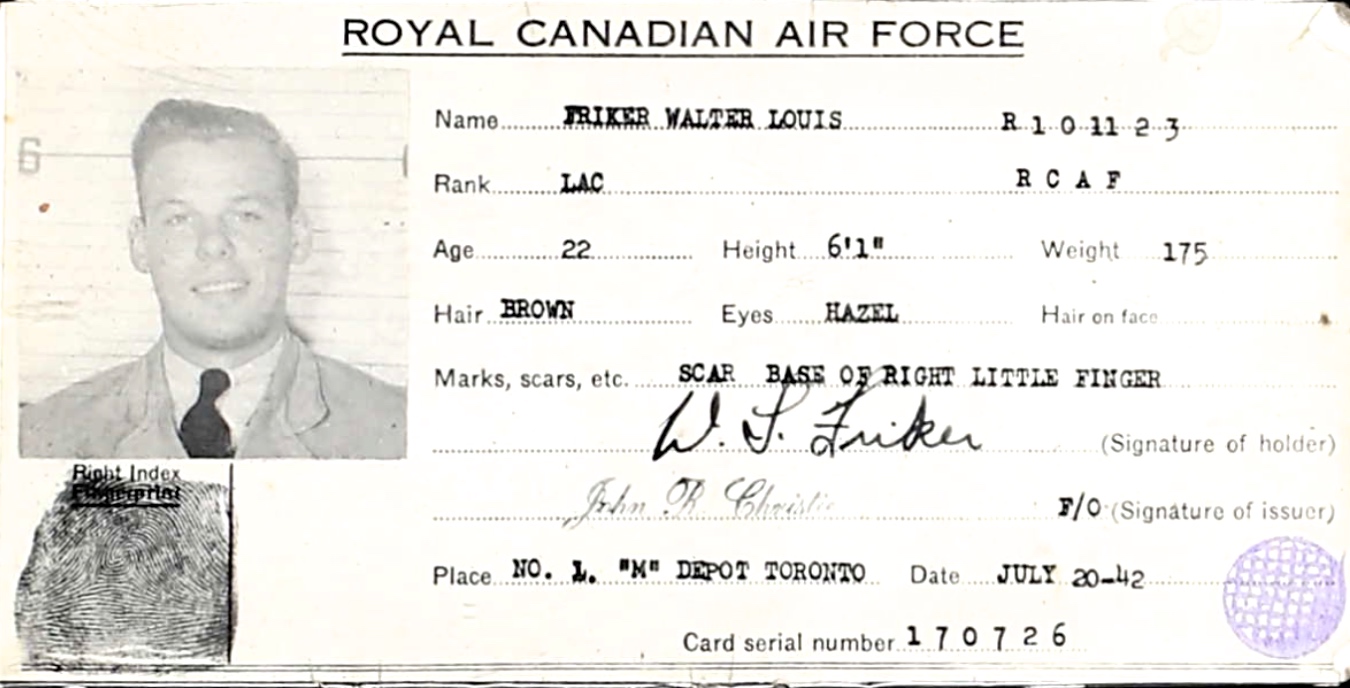 ROYAL CANADIAN AIR FORCE
6
Name FRIKER WALTER LOUIS R 1 0 11 2 3
Rank LAC R C A F
Age 22 Height 6'1" Weight 175
Hair BROWN Eyes HAZEL Hair on face
Marks, scars, etc. SCAR BASE OF RIGHT LITTLE FINGER
W. L. Friker (Signature of holder)
Right Index
Fingerprint
John R Christie F/O (Signature of issuer)
Place NO. 1. "M" DEPOT TORONTO Date JULY 20-42
Card serial number 1 7 0 7 2 6